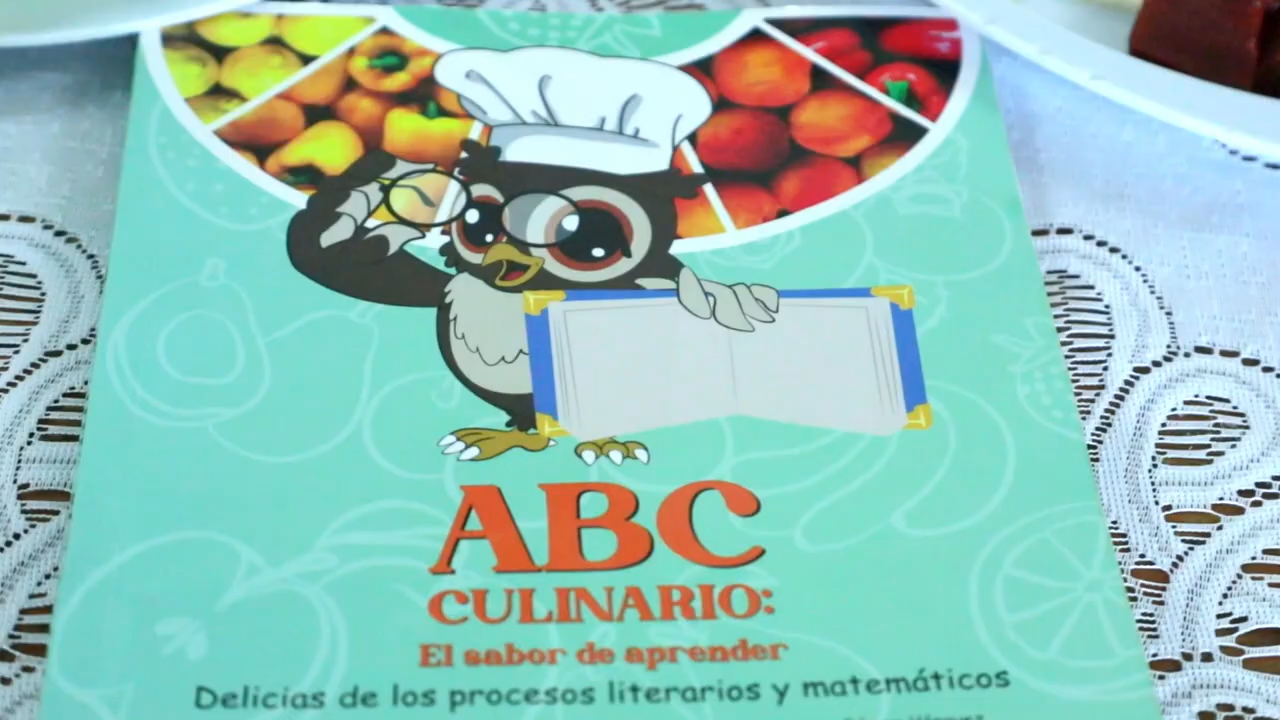 ABC
CULINARIO:
El sabor de aprender
Delicias de los procesos literarios y matemáticos